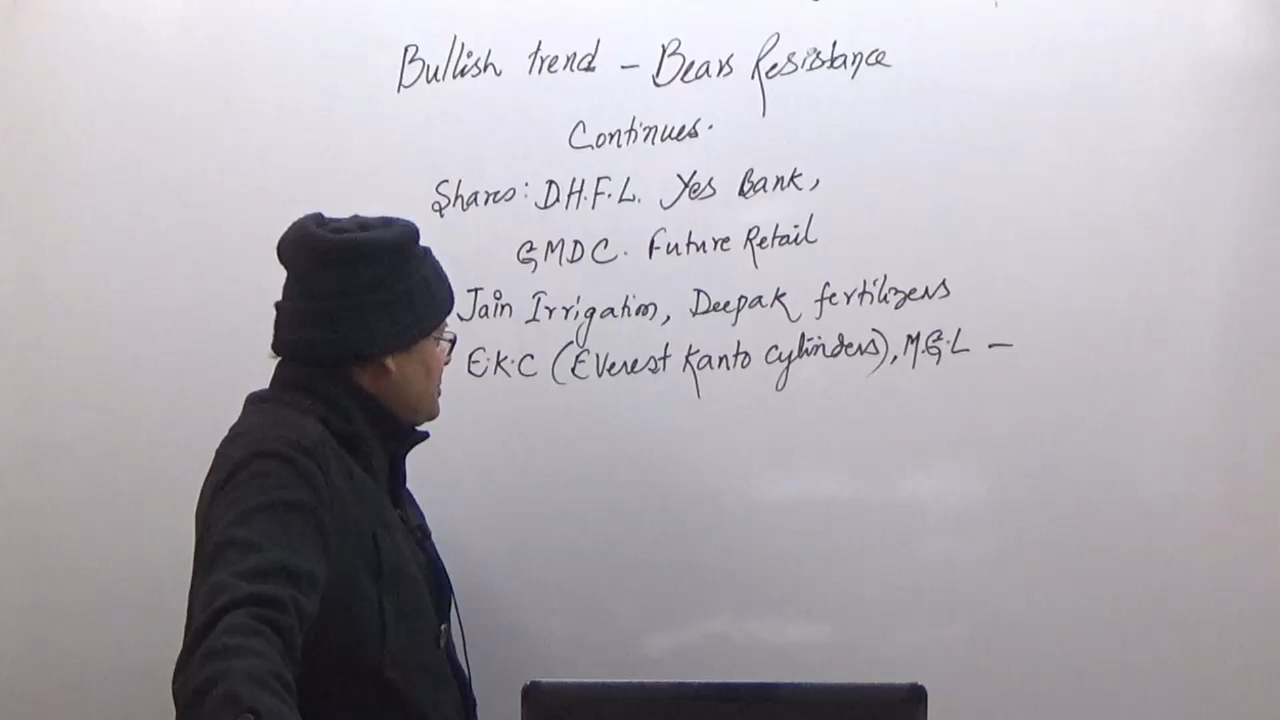 Bullish trend - Bears Resistance
Continues.
Shares: D.H.F.L. Yes Bank,
GMDC. Future Retail
Jain Irrigation, Deepak fertilizers
E.K.C (Everest Kanto Cylinders), M.G.L -